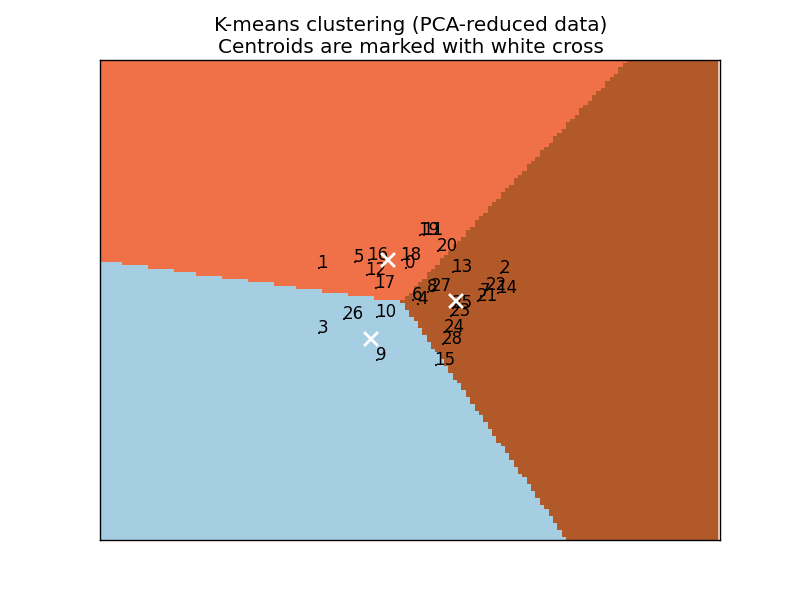 K-means clustering (PCA-reduced data)
Centroids are marked with white cross
19 11
20
5 16 18
1 12 0 13 2
17 8 27 22 14
6 4 7 21
26 10 23
3 24
28
9 15